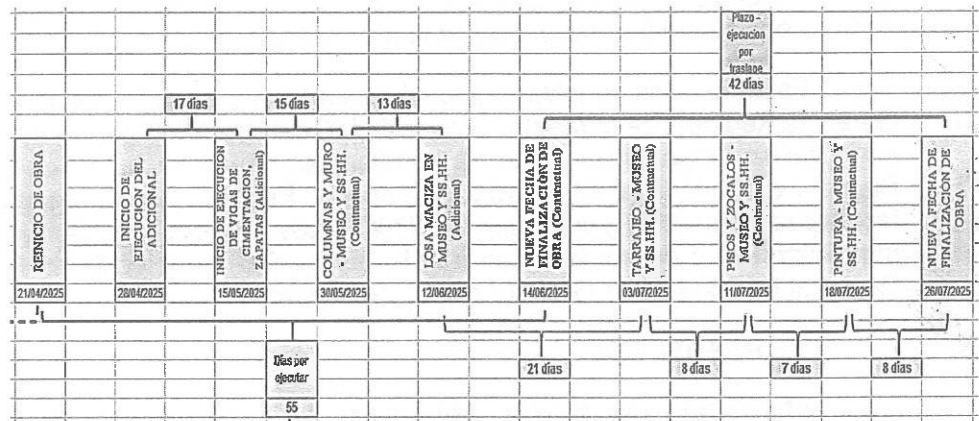 Plazo -
ejecucion
por
traslape
42 días
17 días
15 días
13 días
REINICIO DE OBRA
INICIO DE
EJECUCION DEL
ADICIONAL
INICIO DE EJECUCION
DE VIGAS DE
CIMENTACION,
ZAPATAS (Adicional)
COLUMNAS Y MURO
- MUSEO Y SS.HH.
(Contractual)
LOSA MACIZA EN
MUSEO Y SS.HH.
(Adicional)
NUEVA FECHA DE
FINALIZACIÓN DE
OBRA (Contractual)
TARRAJEO - MUSEO
Y SS.HH. (Contractual)
PISOS Y ZOCALOS -
MUSEO Y SS.HH.
(Contractual)
PINTURA - MUSEO Y
SS.HH. (Contractual)
NUEVA FECHA DE
FINALIZACIÓN DE
OBRA
21/04/2025
28/04/2025
15/05/2025
30/05/2025
12/06/2025
14/06/2025
03/07/2025
11/07/2025
18/07/2025
26/07/2025
Días por
ejecutar
55
21 días
8 días
7 días
8 días